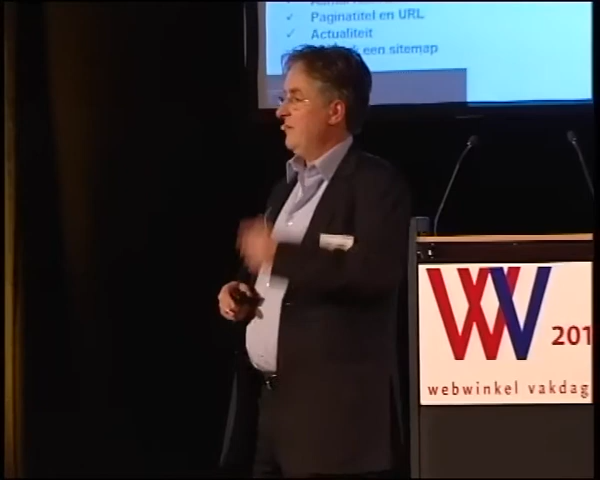 ✓ Paginatitel en URL
✓ Actualiteit
een sitemap
WV
201
webwinkel vakdag